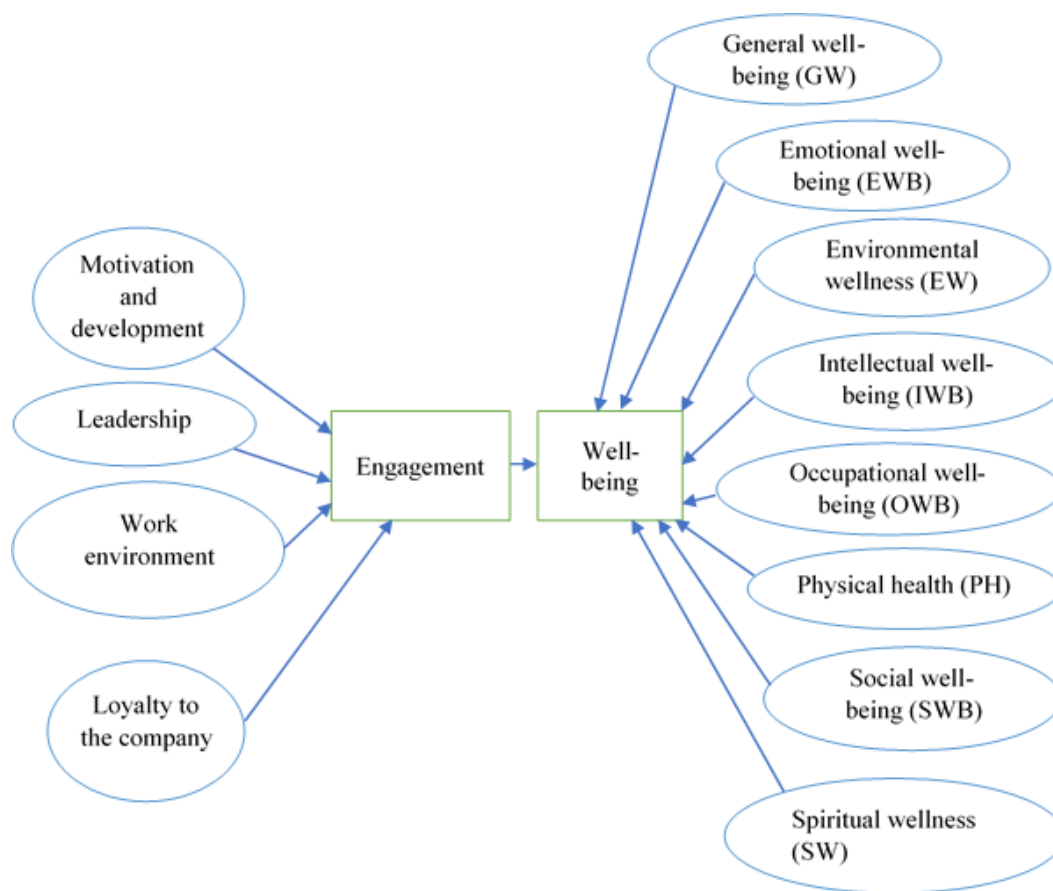 General well-
being (GW)
Emotional well-
being (EWB)
Environmental
wellness (EW)
Motivation
and
development
Intellectual well-
being (IWB)
Leadership
Engagement
Well-
being
Occupational well-
being (OWB)
Work
environment
Physical health (PH)
Social well-
being (SWB)
Loyalty to
the company
Spiritual wellness
(SW)